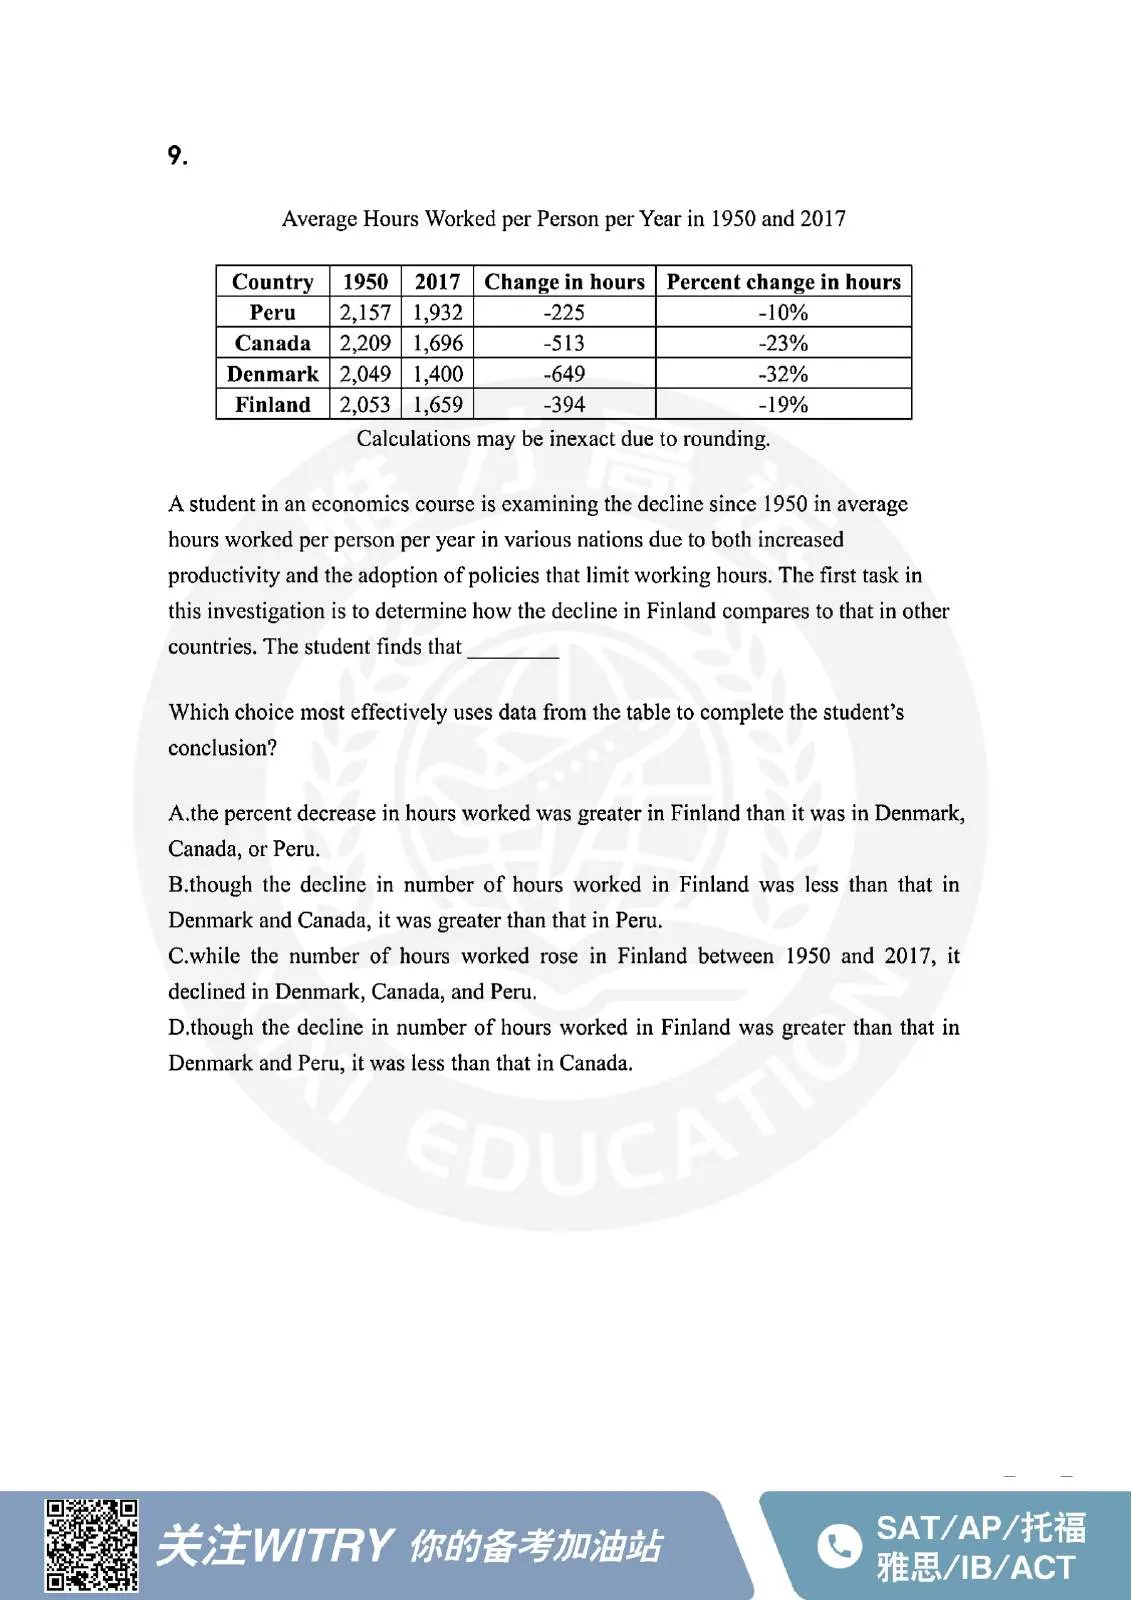 9.
Average Hours Worked per Person per Year in 1950 and 2017
Country 1950 2017 Change in hours Percent change in hours
Peru 2,157 1,932 -225 -10%
Canada 2,209 1,696 -513 -23%
Denmark 2,049 1,400 -649 -32%
Finland 2,053 1,659 -394 -19%
Calculations may be inexact due to rounding.
A student in an economics course is examining the decline since 1950 in average
hours worked per person per year in various nations due to both increased
productivity and the adoption of policies that limit working hours. The first task in
this investigation is to determine how the decline in Finland compares to that in other
countries. The student finds that ________
Which choice most effectively uses data from the table to complete the student's
conclusion?
A.the percent decrease in hours worked was greater in Finland than it was in Denmark,
Canada, or Peru.
B.though the decline in number of hours worked in Finland was less than that in
Denmark and Canada, it was greater than that in Peru.
C.while the number of hours worked rose in Finland between 1950 and 2017, it
declined in Denmark, Canada, and Peru.
D.though the decline in number of hours worked in Finland was greater than that in
Denmark and Peru, it was less than that in Canada.
EDUCATION
关注WITRY 你的备考加油站
SAT/AP/托福
雅思/IB/ACT